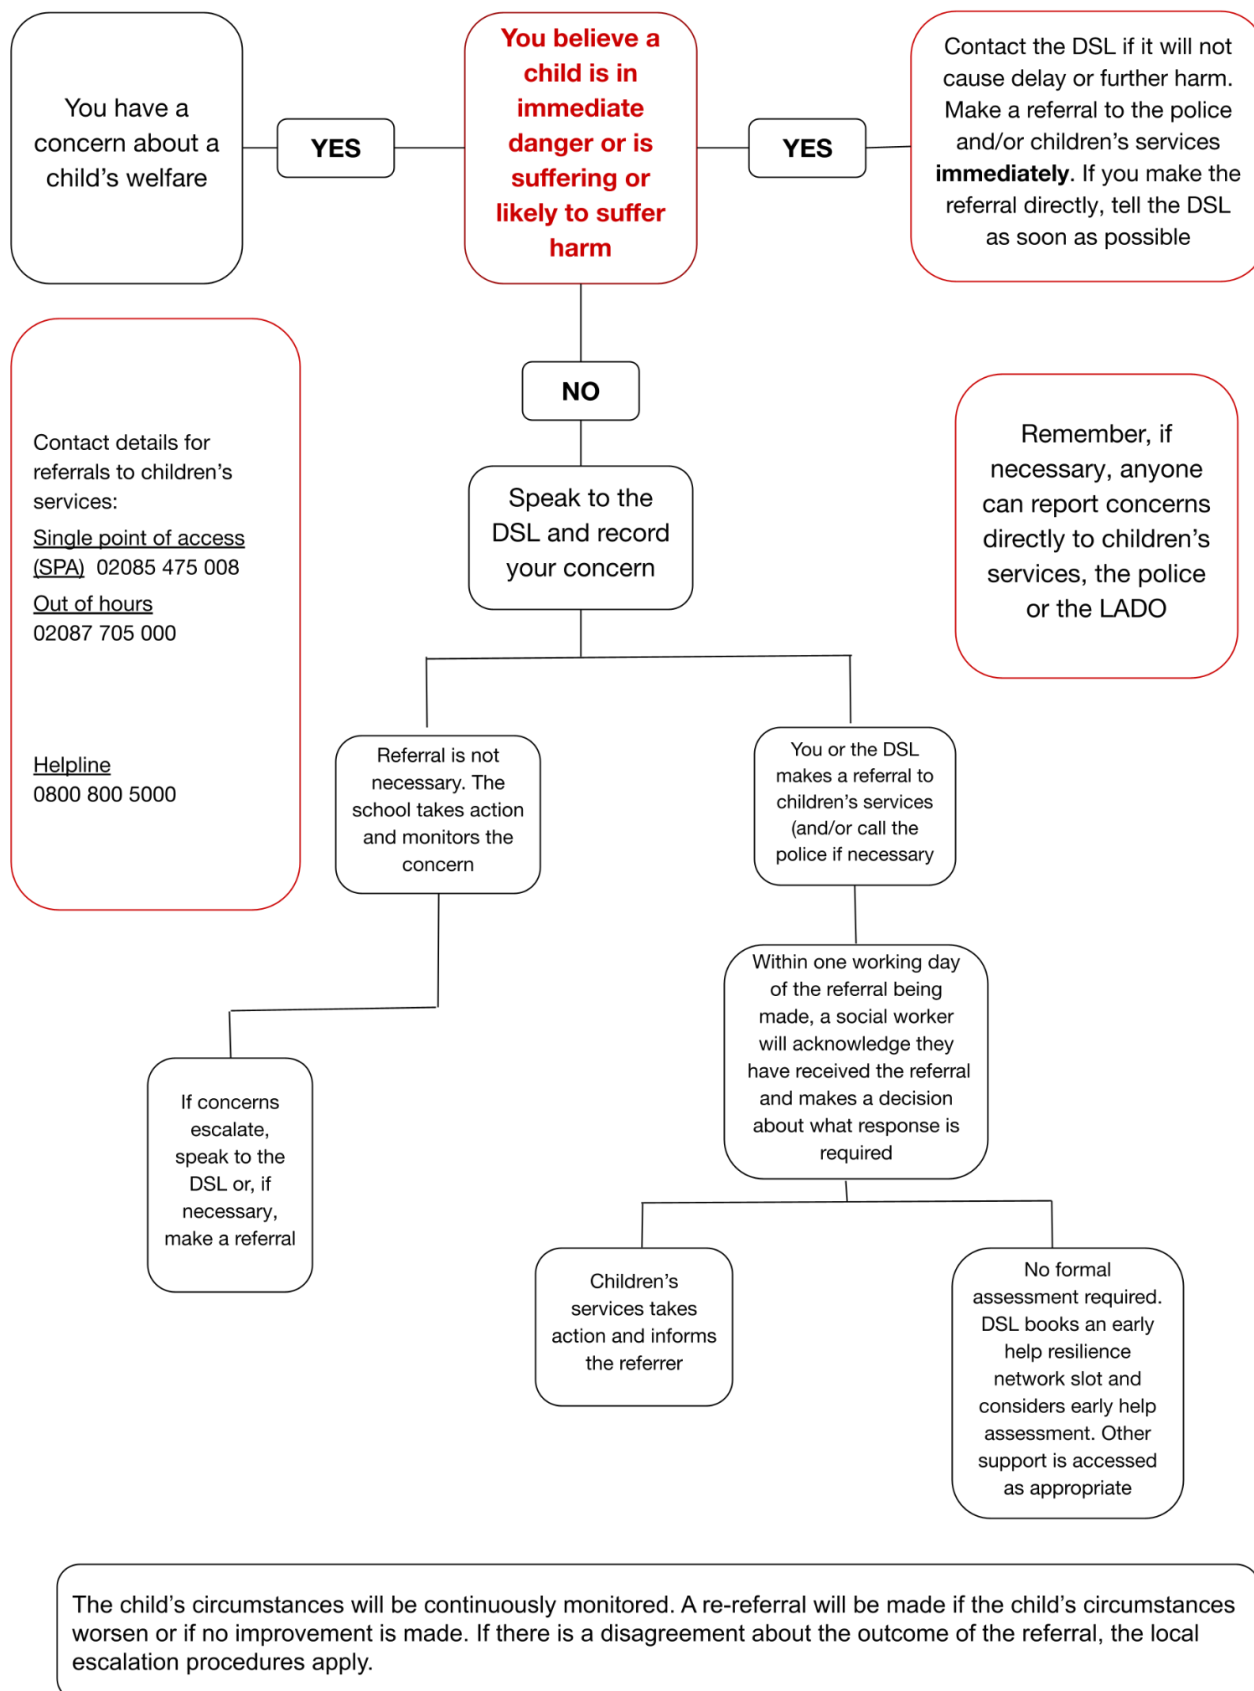 You have a
concern about a
child's welfare
YES
You believe a
child is in
immediate
danger or is
suffering or
likely to suffer
harm
YES
Contact the DSL if it will not
cause delay or further harm.
Make a referral to the police
and/or children's services
immediately. If you make the
referral directly, tell the DSL
as soon as possible
NO
Contact details for
referrals to children's
services:
Single point of access
(SPA) 02085 475 008
Out of hours
02087 705 000
Helpline
0800 800 5000
Speak to the
DSL and record
your concern
Remember, if
necessary, anyone
can report concerns
directly to children's
services, the police
or the LADO
Referral is not
necessary. The
school takes action
and monitors the
concern
You or the DSL
makes a referral to
children's services
(and/or call the
police if necessary
Within one working day
of the referral being
made, a social worker
will acknowledge they
have received the referral
and makes a decision
about what response is
required
If concerns
escalate,
speak to the
DSL or, if
necessary,
make a referral
Children's
services takes
action and informs
the referrer
No formal
assessment required.
DSL books an early
help resilience
network slot and
considers early help
assessment. Other
support is accessed
as appropriate
The child's circumstances will be continuously monitored. A re-referral will be made if the child's circumstances
worsen or if no improvement is made. If there is a disagreement about the outcome of the referral, the local
escalation procedures apply.